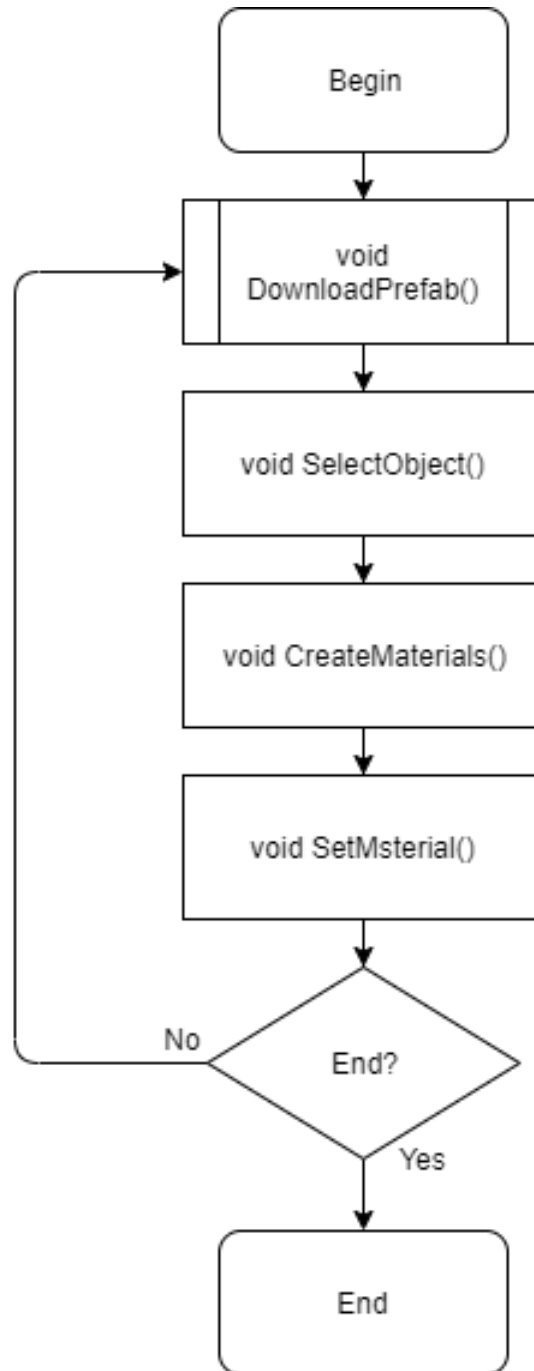 Begin
void
DownloadPrefab()
void SelectObject()
void CreateMaterials()
void SetMsterial()
No
End?
Yes
End